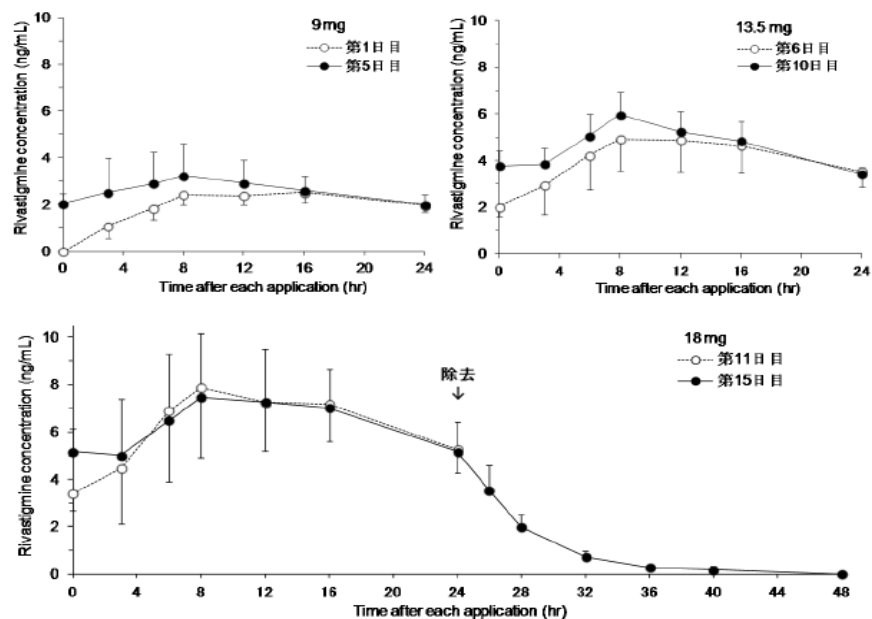 9mg
第1日目
第5日目
Rivastigmine concentration (ng/mL)
10
8
6
4
2
0
0 4 8 12 16 20 24
Time after each application (hr)
13.5 mg
第6日目
第10日目
Rivastigmine concentration (ng/mL)
10
8
6
4
2
0
0 4 8 12 16 20 24
Time after each application (hr)
18mg
第11日目
第15日目
除去
Rivastigmine concentration (ng/mL)
10
8
6
4
2
0
0 4 8 12 16 20 24 28 32 36 40 44 48
Time after each application (hr)